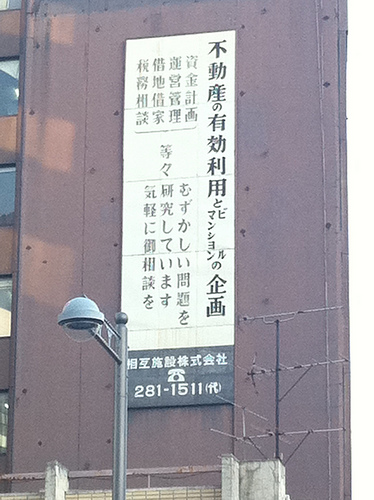 不動産の有効利用とビルマンションの企画
資金計画
運営管理
借地借家
税務相談
等々
むずかしい問題を
研究しています
気軽に御相談を
相互施設株式会社
☎
281-1511(代)